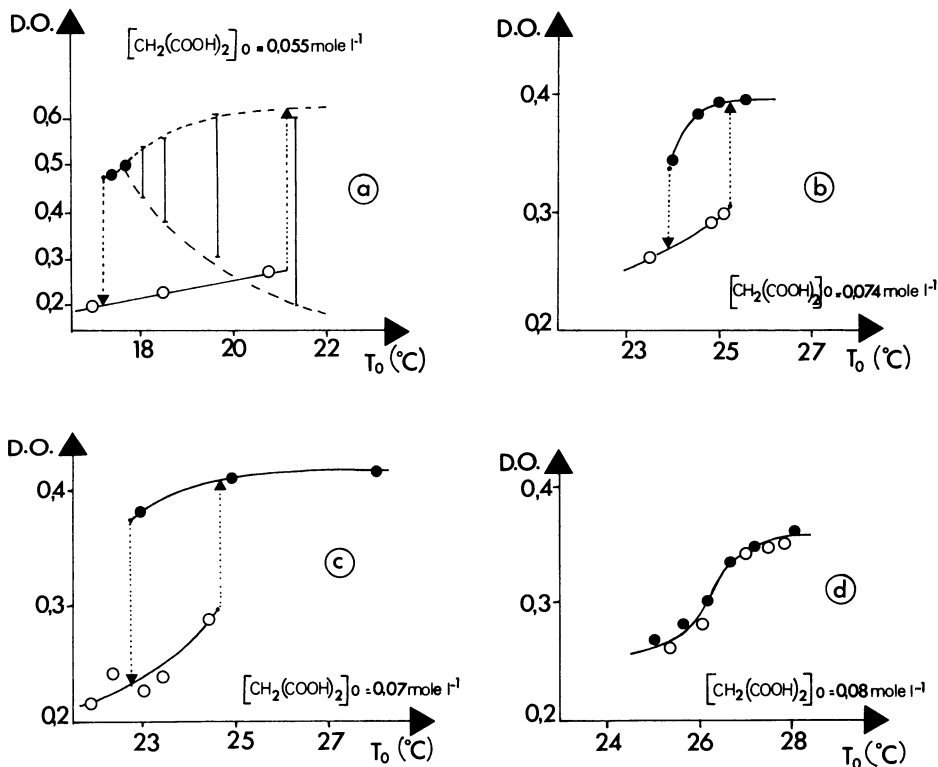 D.O.
[CH₂(COOH)₂]₀ = 0,055 mole l⁻¹
0,6
0,5
0,4
0,3
0,2
18 20 22
T₀ (°C)
a
D.O.
0,4
0,3
0,2
b
[CH₂(COOH)₂]₀ = 0,074 mole l⁻¹
23 25 27
T₀ (°C)
D.O.
0,4
0,3
0,2
c
[CH₂(COOH)₂]₀ = 0,07 mole l⁻¹
23 25 27
T₀ (°C)
D.O.
0,4
0,3
0,2
d
[CH₂(COOH)₂]₀ = 0,08 mole l⁻¹
24 26 28
T₀ (°C)